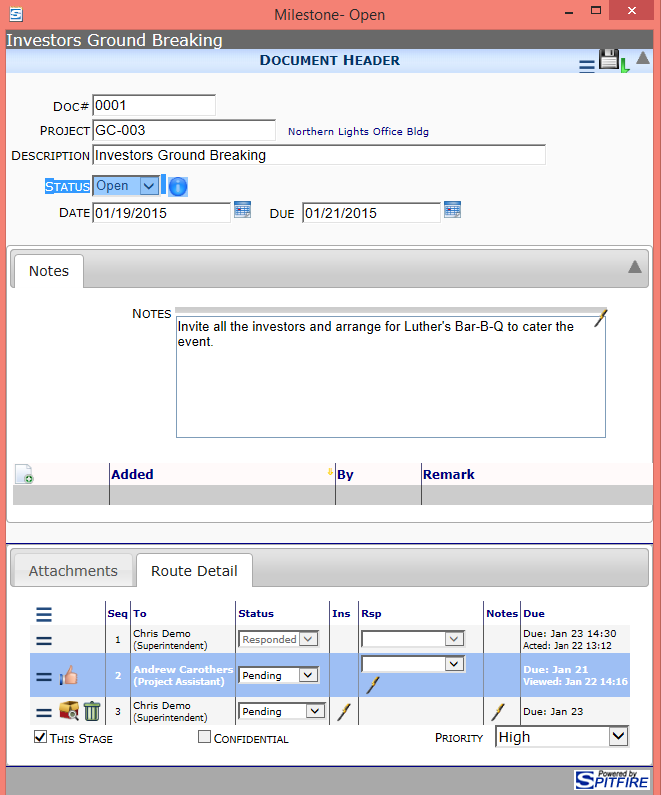 Milestone- Open
Investors Ground Breaking
DOCUMENT HEADER
DOC# 0001
PROJECT GC-003 Northern Lights Office Bldg
DESCRIPTION Investors Ground Breaking
STATUS Open
DATE 01/19/2015 DUE 01/21/2015
Notes
NOTES
Invite all the investors and arrange for Luther's Bar-B-Q to cater the
event.
Added By Remark
Attachments Route Detail
Seq To Status Ins Rsp Notes Due
1 Chris Demo (Superintendent) Responded Due: Jan 23 14:30 Acted: Jan 22 13:12
2 Andrew Carothers (Project Assistant) Pending Due: Jan 21 Viewed: Jan 22 14:16
3 Chris Demo (Superintendent) Pending Due: Jan 23
THIS STAGE CONFIDENTIAL PRIORITY High
Powered by
SPITFIRE